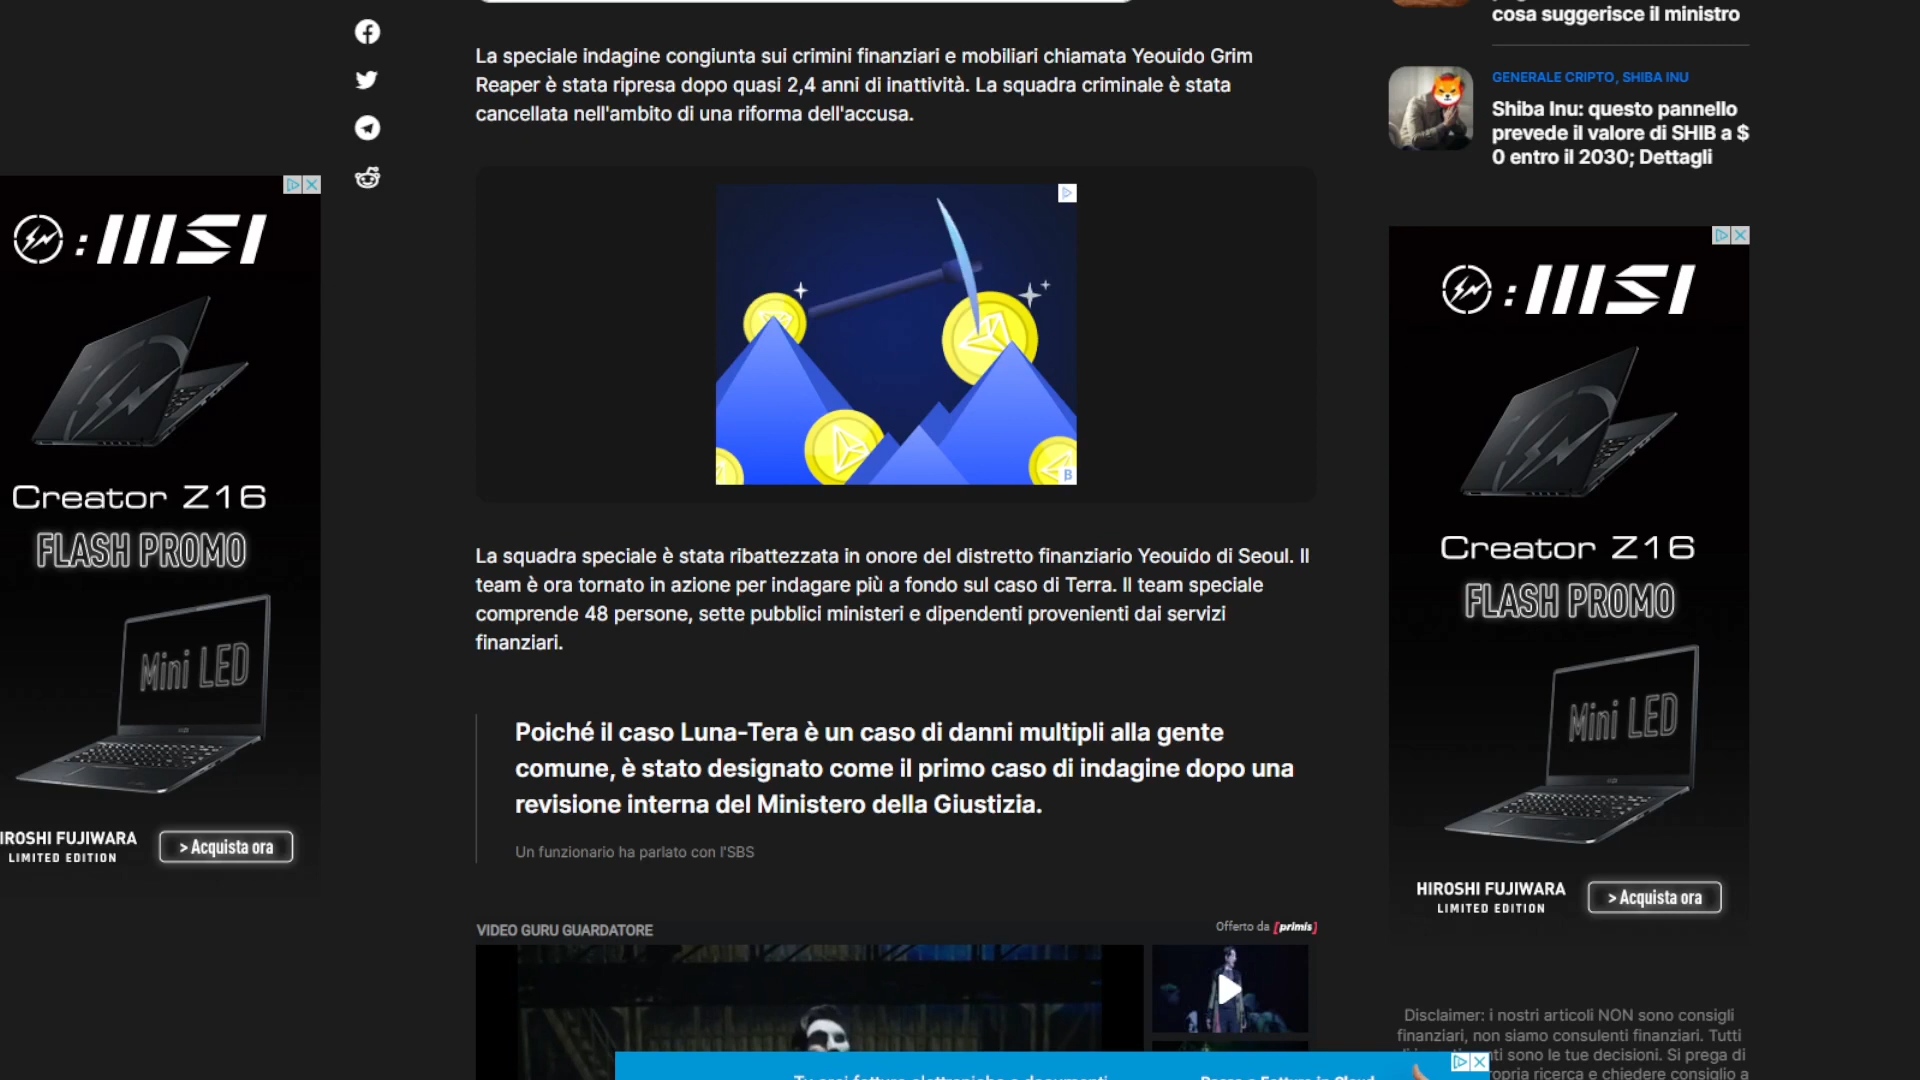 La speciale indagine congiunta sui crimini finanziari e mobiliari chiamata Yeouido Grim
Reaper è stata ripresa dopo quasi 2,4 anni di inattività. La squadra criminale è stata
cancellata nell'ambito di una riforma dell'accusa.
La squadra speciale è stata ribattezzata in onore del distretto finanziario Yeouido di Seoul. Il
team è ora tornato in azione per indagare più a fondo sul caso di Terra. Il team speciale
comprende 48 persone, sette pubblici ministeri e dipendenti provenienti dai servizi
finanziari.
Poiché il caso Luna-Tera è un caso di danni multipli alla gente
comune, è stato designato come il primo caso di indagine dopo una
revisione interna del Ministero della Giustizia.
Un funzionario ha parlato con l'SBS
VIDEO GURU GUARDATORE
Offerto da [primis]
: MSI
Creator Z16
FLASH PROMO
Mini LED
IROSHI FUJIWARA
LIMITED EDITION
> Acquista ora
cosa suggerisce il ministro
GENERALE CRIPTO, SHIBA INU
Shiba Inu: questo pannello
prevede il valore di SHIB a $
0 entro il 2030; Dettagli
: MSI
Creator Z16
FLASH PROMO
Mini LED
HIROSHI FUJIWARA
LIMITED EDITION
> Acquista ora
Disclaimer: i nostri articoli NON sono consigli
finanziari, non siamo consulenti finanziari. Tutti
sono le tue decisioni. Si prega di
ricerca e chiedere consiglio a